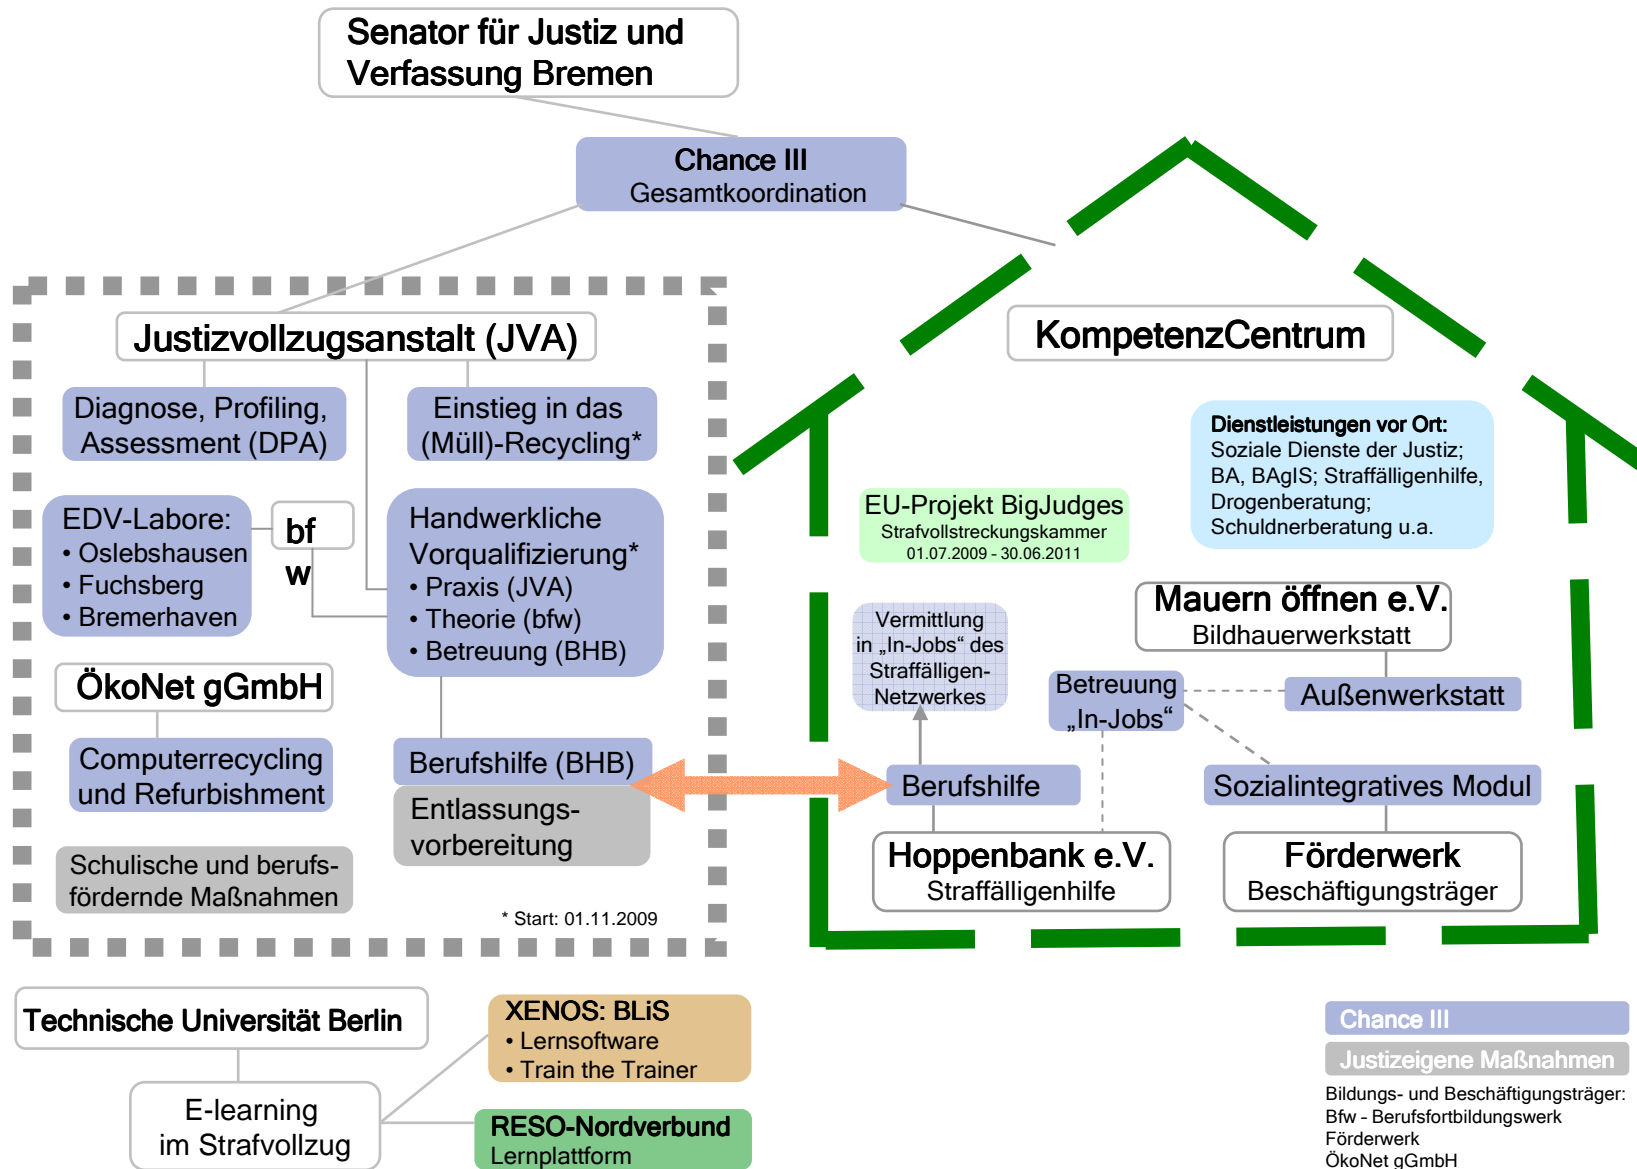 Senator für Justiz und
Verfassung Bremen
Chance III
Gesamtkoordination
Justizvollzugsanstalt (JVA)
Diagnose, Profiling,
Assessment (DPA)
Einstieg in das
(Müll)-Recycling*
EDV-Labore:
• Oslebshausen
• Fuchsberg
• Bremerhaven
bf
w
Handwerkliche
Vorqualifizierung*
• Praxis (JVA)
• Theorie (bfw)
• Betreuung (BHB)
ÖkoNet gGmbH
Computerrecycling
und Refurbishment
Berufshilfe (BHB)
Entlassungs-
vorbereitung
Schulische und berufs-
fördernde Maßnahmen
* Start: 01.11.2009
KompetenzCentrum
Dienstleistungen vor Ort:
Soziale Dienste der Justiz;
BA, BAgIS; Straffälligenhilfe,
Drogenberatung;
Schuldnerberatung u.a.
EU-Projekt BigJudges
Strafvollstreckungskammer
01.07.2009 - 30.06.2011
Mauern öffnen e.V.
Bildhauerwerkstatt
Vermittlung
in „In-Jobs“ des
Straffälligen-
Netzwerkes
Betreuung
„In-Jobs“
Außenwerkstatt
Berufshilfe
Sozialintegratives Modul
Hoppenbank e.V.
Straffälligenhilfe
Förderwerk
Beschäftigungsträger
Technische Universität Berlin
E-learning
im Strafvollzug
XENOS: BLiS
• Lernsoftware
• Train the Trainer
RESO-Nordverbund
Lernplattform
Chance III
Justizeigene Maßnahmen
Bildungs- und Beschäftigungsträger:
Bfw - Berufsfortbildungswerk
Förderwerk
ÖkoNet gGmbH